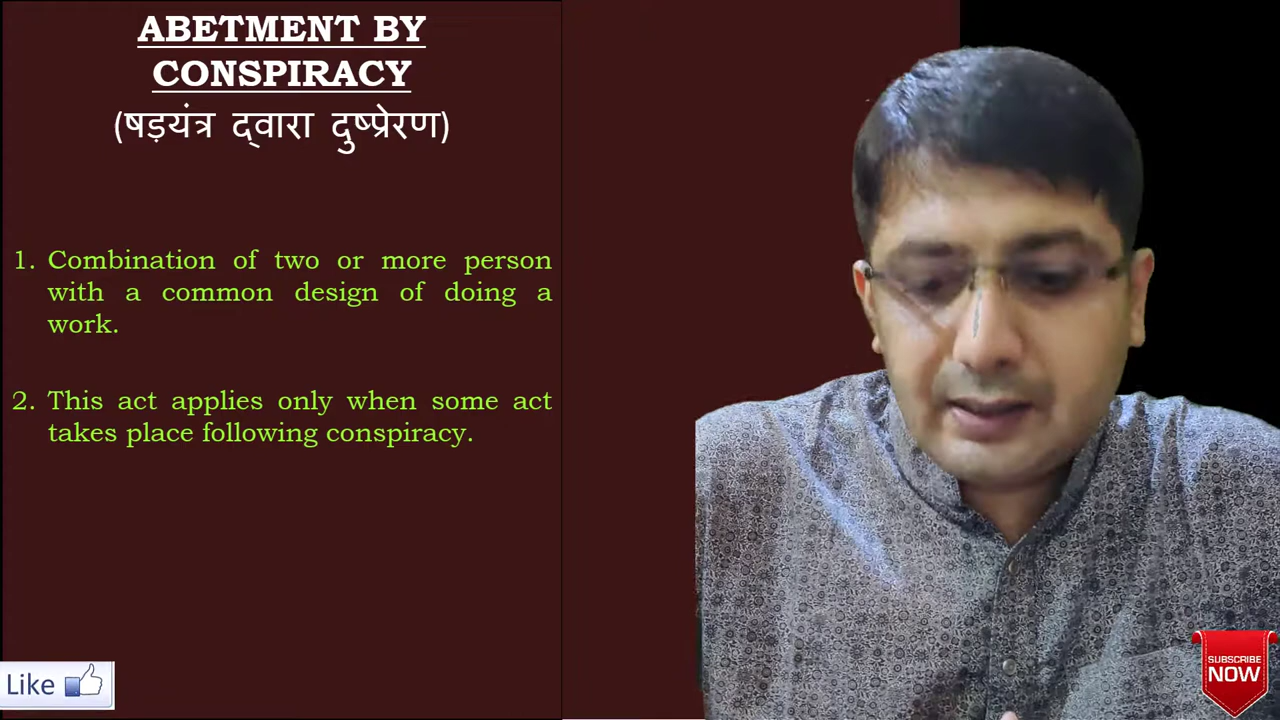 ABETMENT BY
CONSPIRACY
(षड़यंत्र द्वारा दुष्प्रेरण)
1. Combination of two or more person
with a common design of doing a
work.
2. This act applies only when some act
takes place following conspiracy.
Like
SUBSCRIBE
NOW